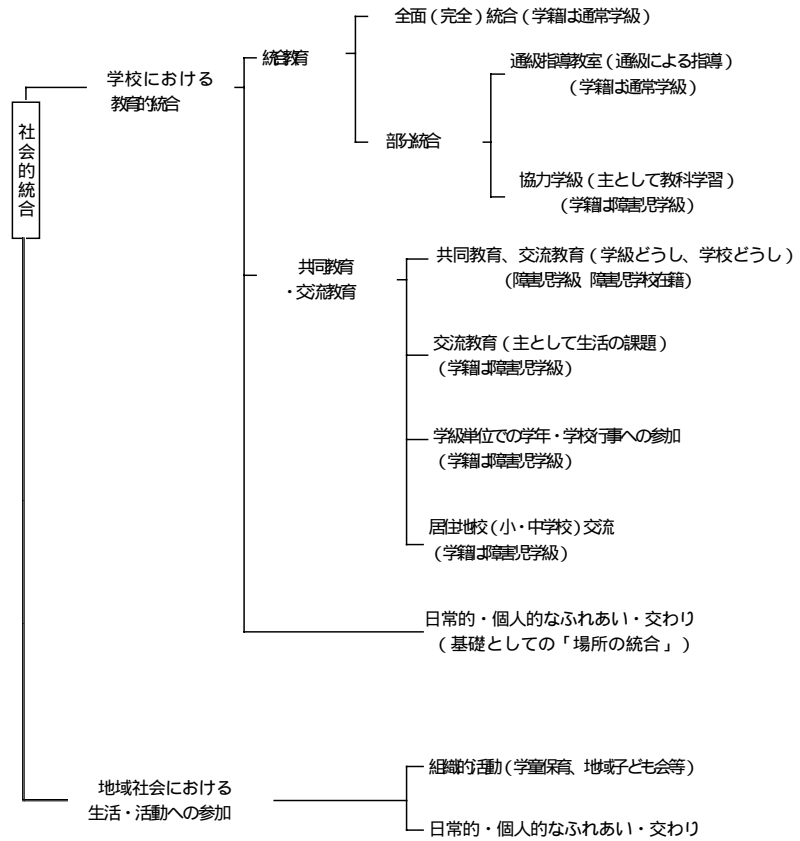 社会的統合
学校における
教育的統合
統合教育
全面（完全）統合（学籍は通常学級）
部分統合
通級指導教室（通級による指導）
（学籍は通常学級）
協力学級（主として教科学習）
（学籍は障害児学級）
共同教育
・交流教育
共同教育、交流教育（学級どうし、学校どうし）
（障害児学級 障害児学校在籍）
交流教育（主として生活の課題）
（学籍は障害児学級）
学級単位での学年・学校行事への参加
（学籍は障害児学級）
居住地校（小・中学校）交流
（学籍は障害児学級）
日常的・個人的なふれあい・交わり
（基礎としての「場所の統合」）
地域社会における
生活・活動への参加
組織的活動（学童保育、地域子ども会等）
日常的・個人的なふれあい・交わり